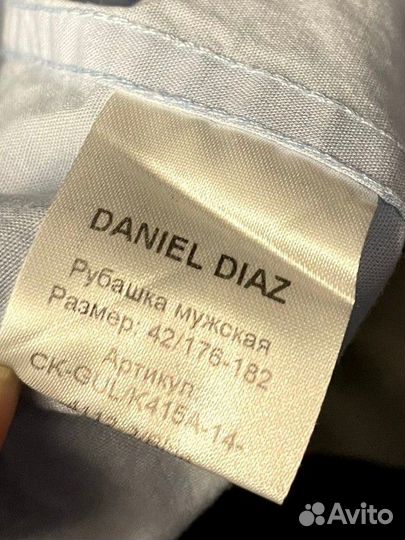 DANIEL DIAZ
Рубашка мужская
Размер: 42/176-182
Артикул:
CK-GUL/K415A-14-
Avito